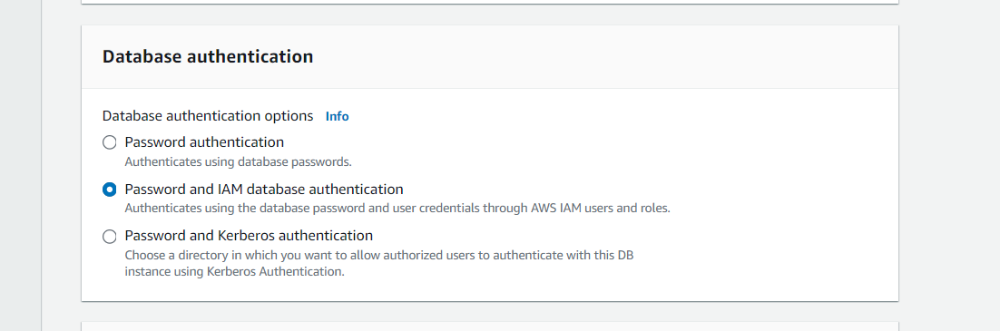 Database authentication
Database authentication options Info
Password authentication
Authenticates using database passwords.
Password and IAM database authentication
Authenticates using the database password and user credentials through AWS IAM users and roles.
Password and Kerberos authentication
Choose a directory in which you want to allow authorized users to authenticate with this DB
instance using Kerberos Authentication.